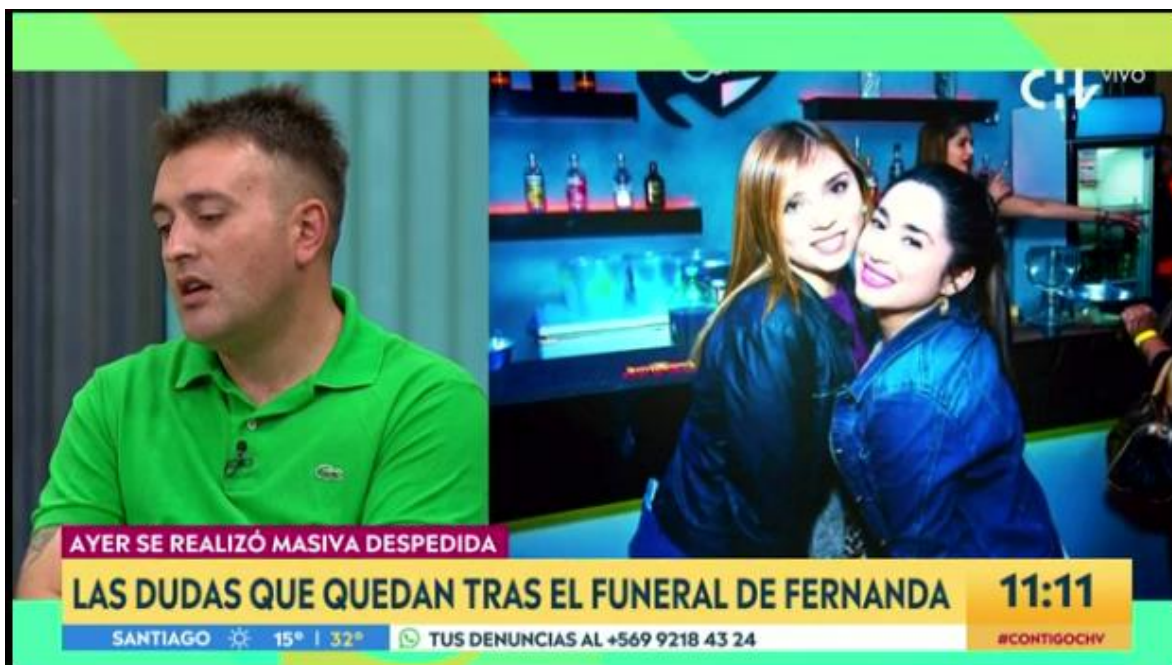 CHV VIVO
AYER SE REALIZÓ MASIVA DESPEDIDA
LAS DUDAS QUE QUEDAN TRAS EL FUNERAL DE FERNANDA
11:11
SANTIAGO 15° | 32° TUS DENUNCIAS AL +569 9218 43 24
#CONTIGOCHV